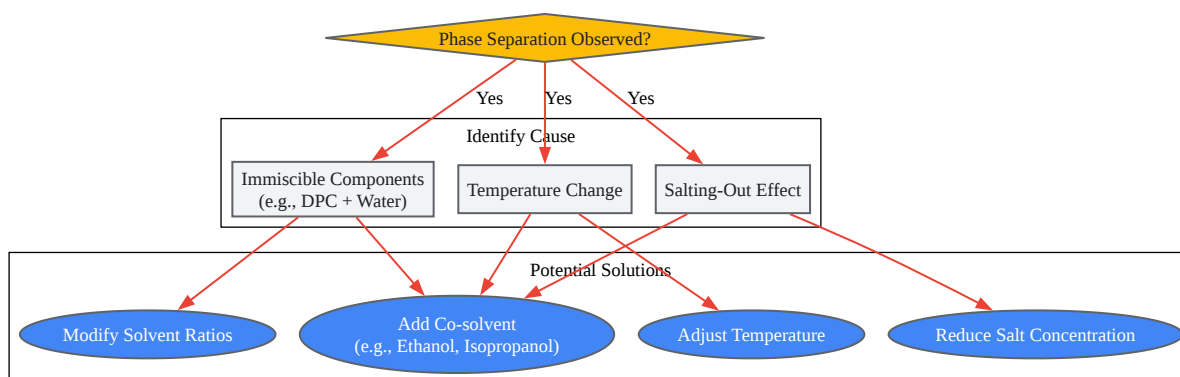 Phase Separation Observed?
Yes
Yes
Yes
Identify Cause
Immiscible Components
(e.g., DPC + Water)
Temperature Change
Salting-Out Effect
Potential Solutions
Modify Solvent Ratios
Add Co-solvent
(e.g., Ethanol, Isopropanol)
Adjust Temperature
Reduce Salt Concentration